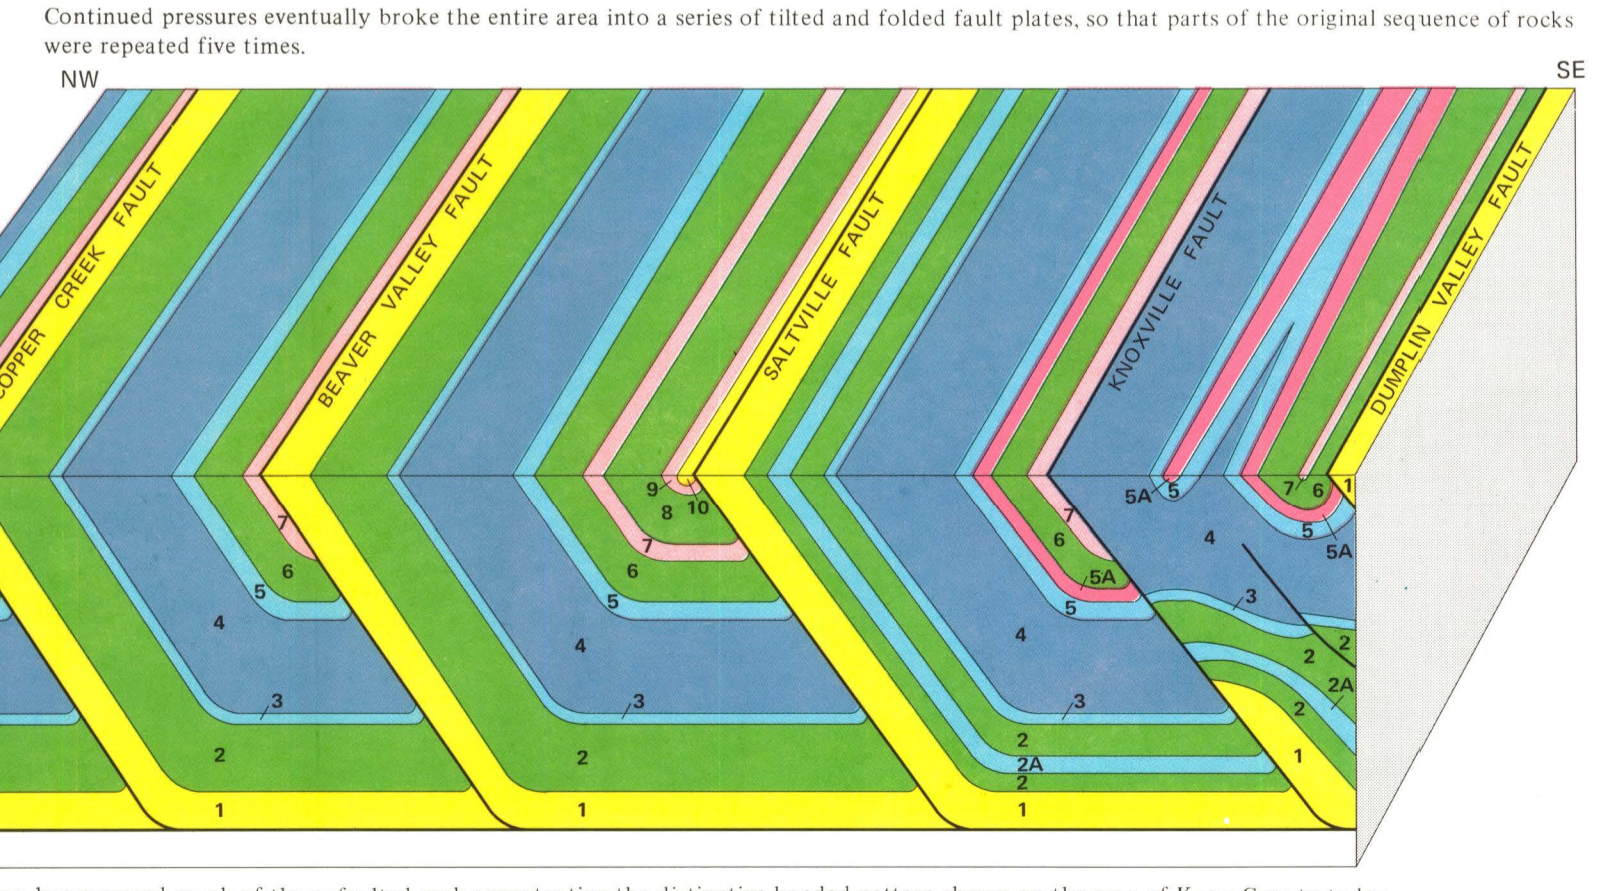 Continued pressures eventually broke the entire area into a series of tilted and folded fault plates, so that parts of the original sequence of rocks
were repeated five times.
NW
SE
COPPER CREEK FAULT
BEAVER VALLEY FAULT
SALTVILLE FAULT
KNOXVILLE FAULT
DUMPLIN VALLEY FAULT
7
6
5
4
3
2
1
9
8 10
7
6
5
4
3
2
1
7
6
5A
5
4
3
2
2A
2
1
5A 5
7 6 1
5
5A
4
3
2
2
2A
2
1